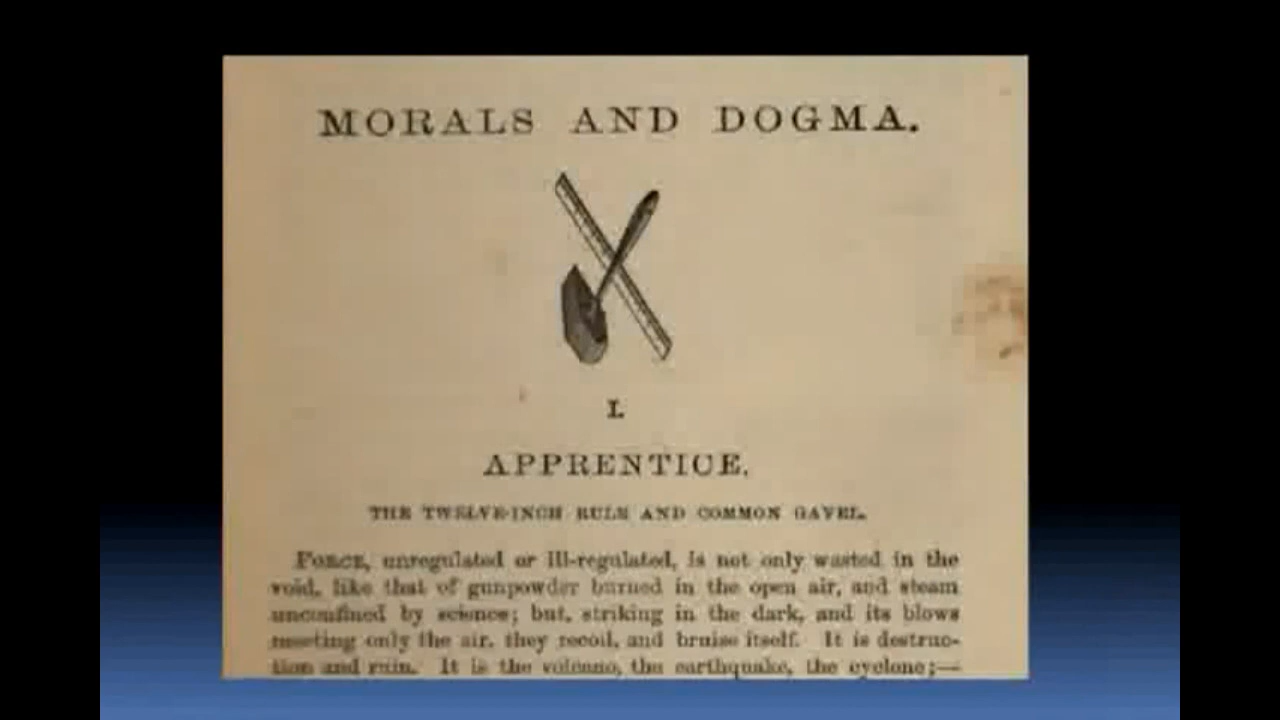 MORALS AND DOGMA.
I.
APPRENTICE.
THE TWELVE-INCH RULE AND COMMON GAVEL.
FORCE, unregulated or ill-regulated, is not only wasted in the
void, like that of gunpowder burned in the open air, and steam
unconfined by science; but, striking in the dark, and its blows
meeting only the air, they recoil, and bruise itself. It is destruc-
tion and ruin. It is the volcano, the earthquake, the cyclone;—